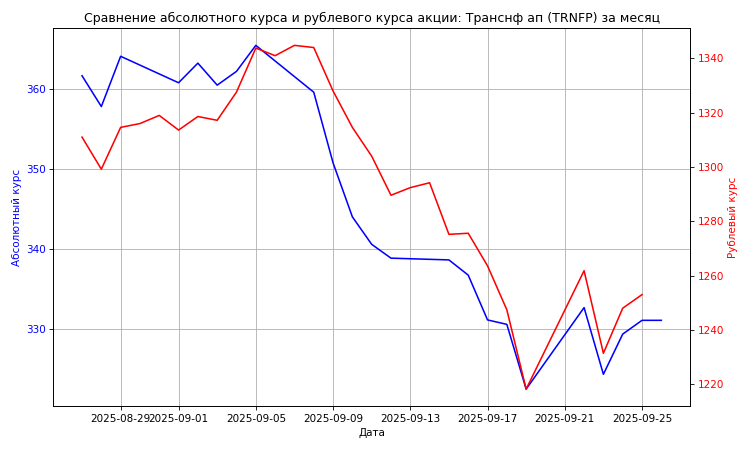 Сравнение абсолютного курса и рублевого курса акции: Транснф ап (TRNFP) за месяц
Абсолютный курс
360
350
340
330
1340
1320
1300
1280
1260
1240
1220
Рублевый курс
2025-08-29 2025-09-01 2025-09-05 2025-09-09 2025-09-13 2025-09-17 2025-09-21 2025-09-25
Дата